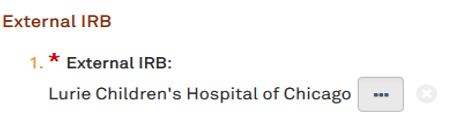 External IRB
1. * External IRB:
Lurie Children's Hospital of Chicago ...